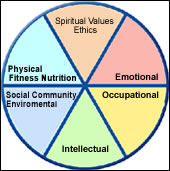 Spiritual Values
Ethics
Physical
Fitness Nutrition
Emotional
Social Community
Enviromental
Occupational
Intellectual